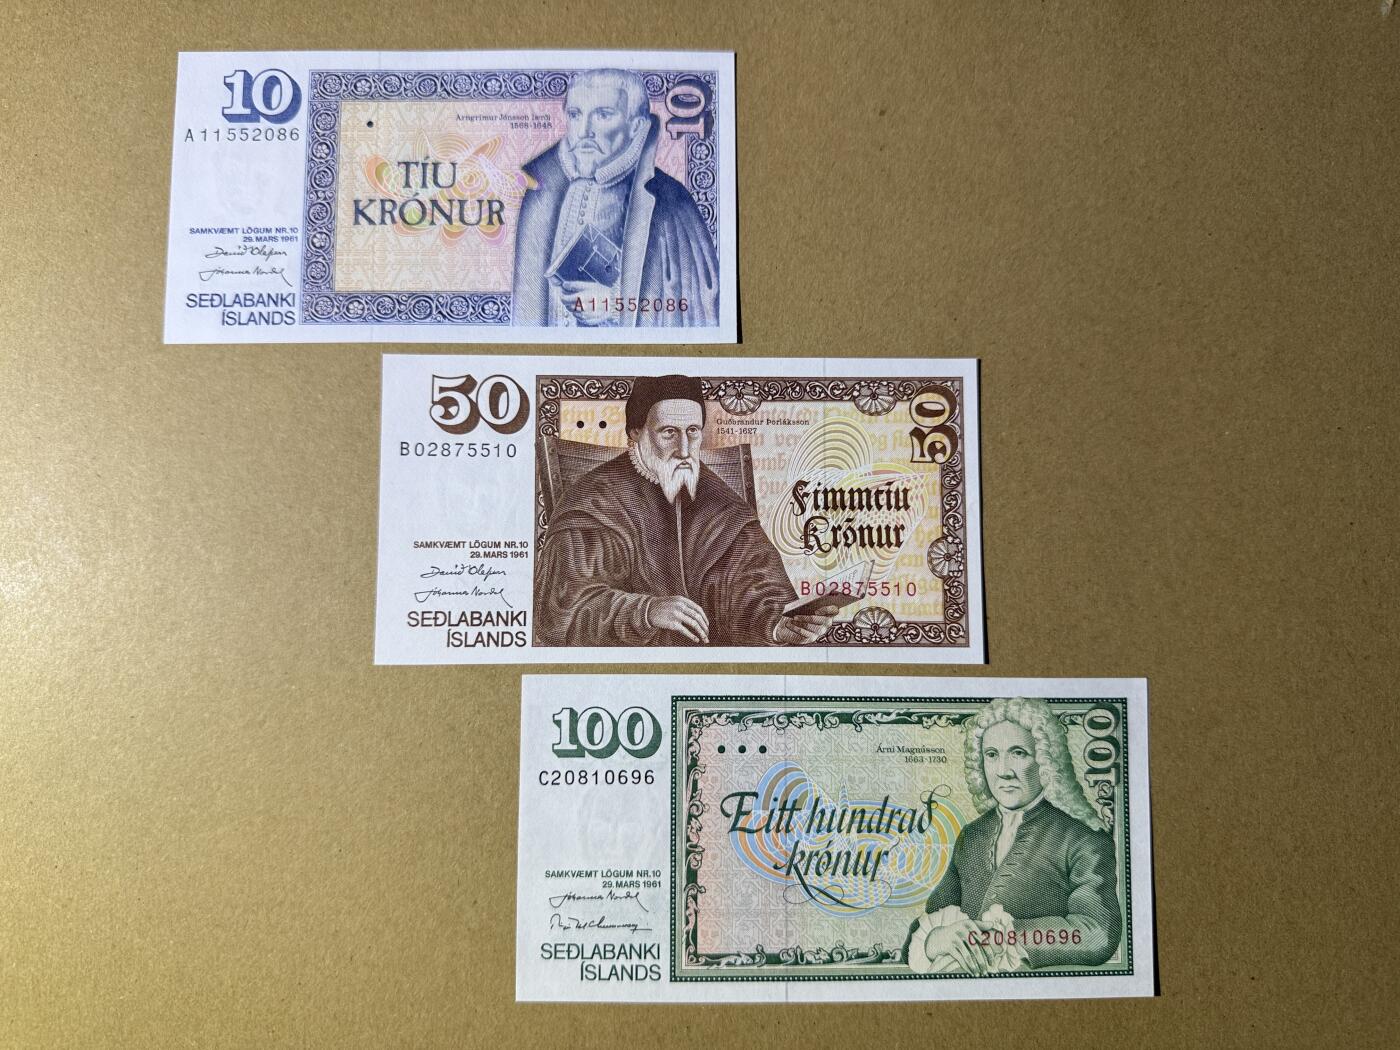 10
A11552086
Arngrímur Jónsson lærði
1568-1648
10
TÍU
KRÓNUR
SAMKVÆMT LÖGUM NR.10
29. MARS 1961
SEÐLABANKI
ÍSLANDS
A11552086
50
B02875510
Guðbrandur Þorláksson
1541-1627
50
Fimmtíu
Krónur
SAMKVÆMT LÖGUM NR.10
29. MARS 1961
B02875510
SEÐLABANKI
ÍSLANDS
100
C20810696
Árni Magnússon
1663-1730
100
Eitt hundrað
krónur
SAMKVÆMT LÖGUM NR.10
29. MARS 1961
SEÐLABANKI
ÍSLANDS
C20810696